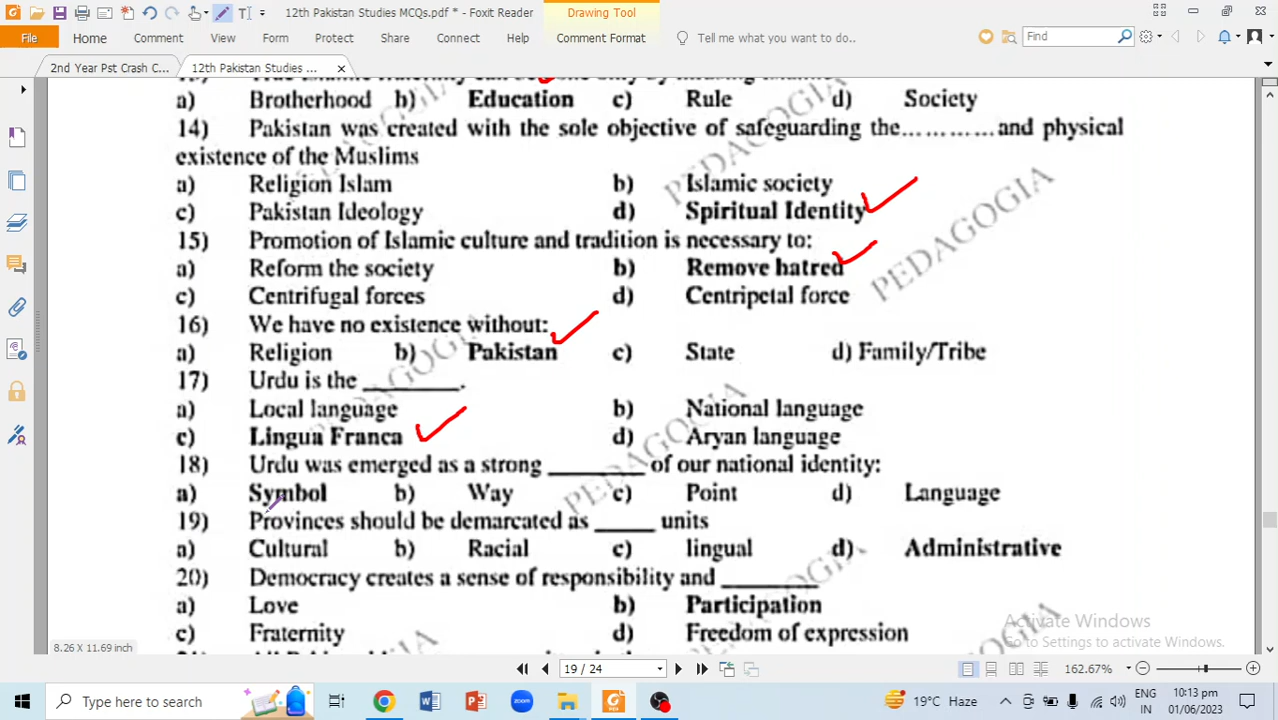 12th Pakistan Studies MCQs.pdf * - Foxit Reader
Drawing Tool
File Home Comment View Form Protect Share Connect Help Comment Format Tell me what you want to do.. Find
2nd Year Pst Crash C... 12th Pakistan Studies ...
a) Brotherhood b) Education c) Rule d) Society
14) Pakistan was created with the sole objective of safeguarding the............and physical
existence of the Muslims
a) Religion Islam b) Islamic society
c) Pakistan Ideology d) Spiritual Identity
15) Promotion of Islamic culture and tradition is necessary to:
a) Reform the society b) Remove hatred
c) Centrifugal forces d) Centripetal force
16) We have no existence without:
a) Religion b) Pakistan c) State d) Family/Tribe
17) Urdu is the ________.
a) Local language b) National language
c) Lingua Franca d) Aryan language
18) Urdu was emerged as a strong ________ of our national identity:
a) Symbol b) Way c) Point d) Language
19) Provinces should be demarcated as _____ units
a) Cultural b) Racial c) lingual d) Administrative
20) Democracy creates a sense of responsibility and ________
a) Love b) Participation
c) Fraternity d) Freedom of expression
PEDAGOGIA
PEDAGOGIA
PEDAGOGIA
PEDAGOGIA
PEDAGOGIA
Activate Windows
Go to Settings to activate Windows.
8.26 X 11.69 inch
19 / 24
162.67%
Type here to search
19°C Haze
ENG
IN
10:13 pm
01/06/2023